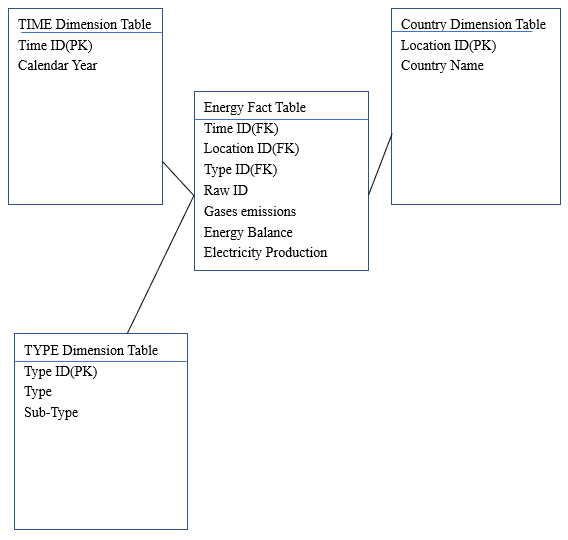 TIME Dimension Table
Time ID(PK)
Calendar Year
Country Dimension Table
Location ID(PK)
Country Name
Energy Fact Table
Time ID(FK)
Location ID(FK)
Type ID(FK)
Raw ID
Gases emissions
Energy Balance
Electricity Production
TYPE Dimension Table
Type ID(PK)
Type
Sub-Type